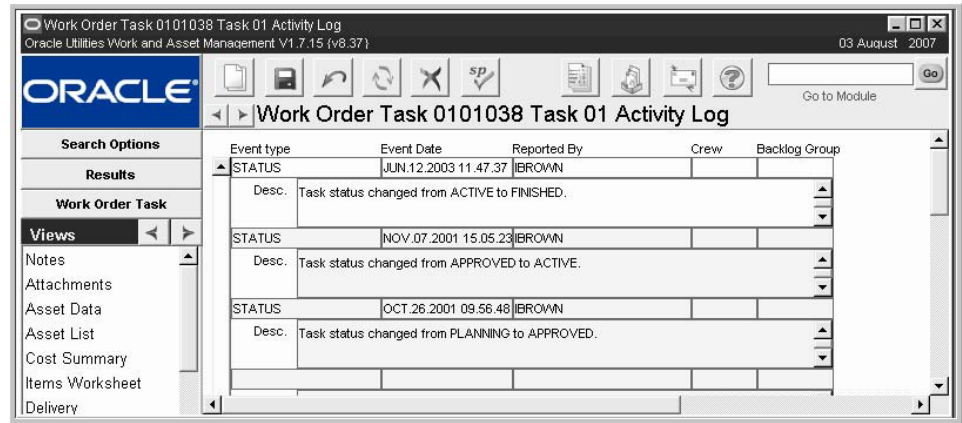 Work Order Task 0101038 Task 01 Activity Log
Oracle Utilities Work and Asset Management V1.7.15 (v8.37}
03 August 2007
ORACLE
sp
Go
Go to Module
Work Order Task 0101038 Task 01 Activity Log
Search Options
Results
Work Order Task
Views
Notes
Attachments
Asset Data
Asset List
Cost Summary
Items Worksheet
Delivery
Event type Event Date Reported By Crew Backlog Group
STATUS JUN.12.2003 11.47.37 IBROWN
Desc. Task status changed from ACTIVE to FINISHED.
STATUS NOV.07.2001 15.05.23 IBROWN
Desc. Task status changed from APPROVED to ACTIVE.
STATUS OCT.26.2001 09.56.48 IBROWN
Desc. Task status changed from PLANNING to APPROVED.